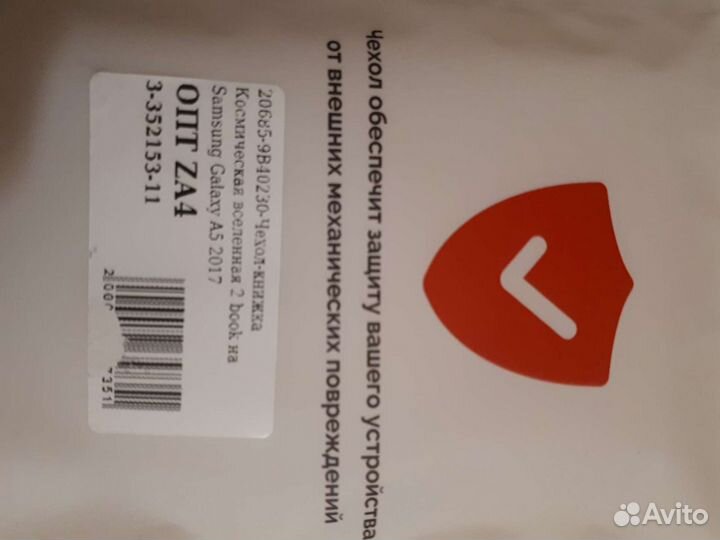 Чехол обеспечит защиту вашего устройства
от внешних механических повреждений
20685-9B40230-Чехол-книжка
Космическая вселенная 2 book на
Samsung Galaxy A5 2017
ОПТ ZA4
3-352153-11
Avito